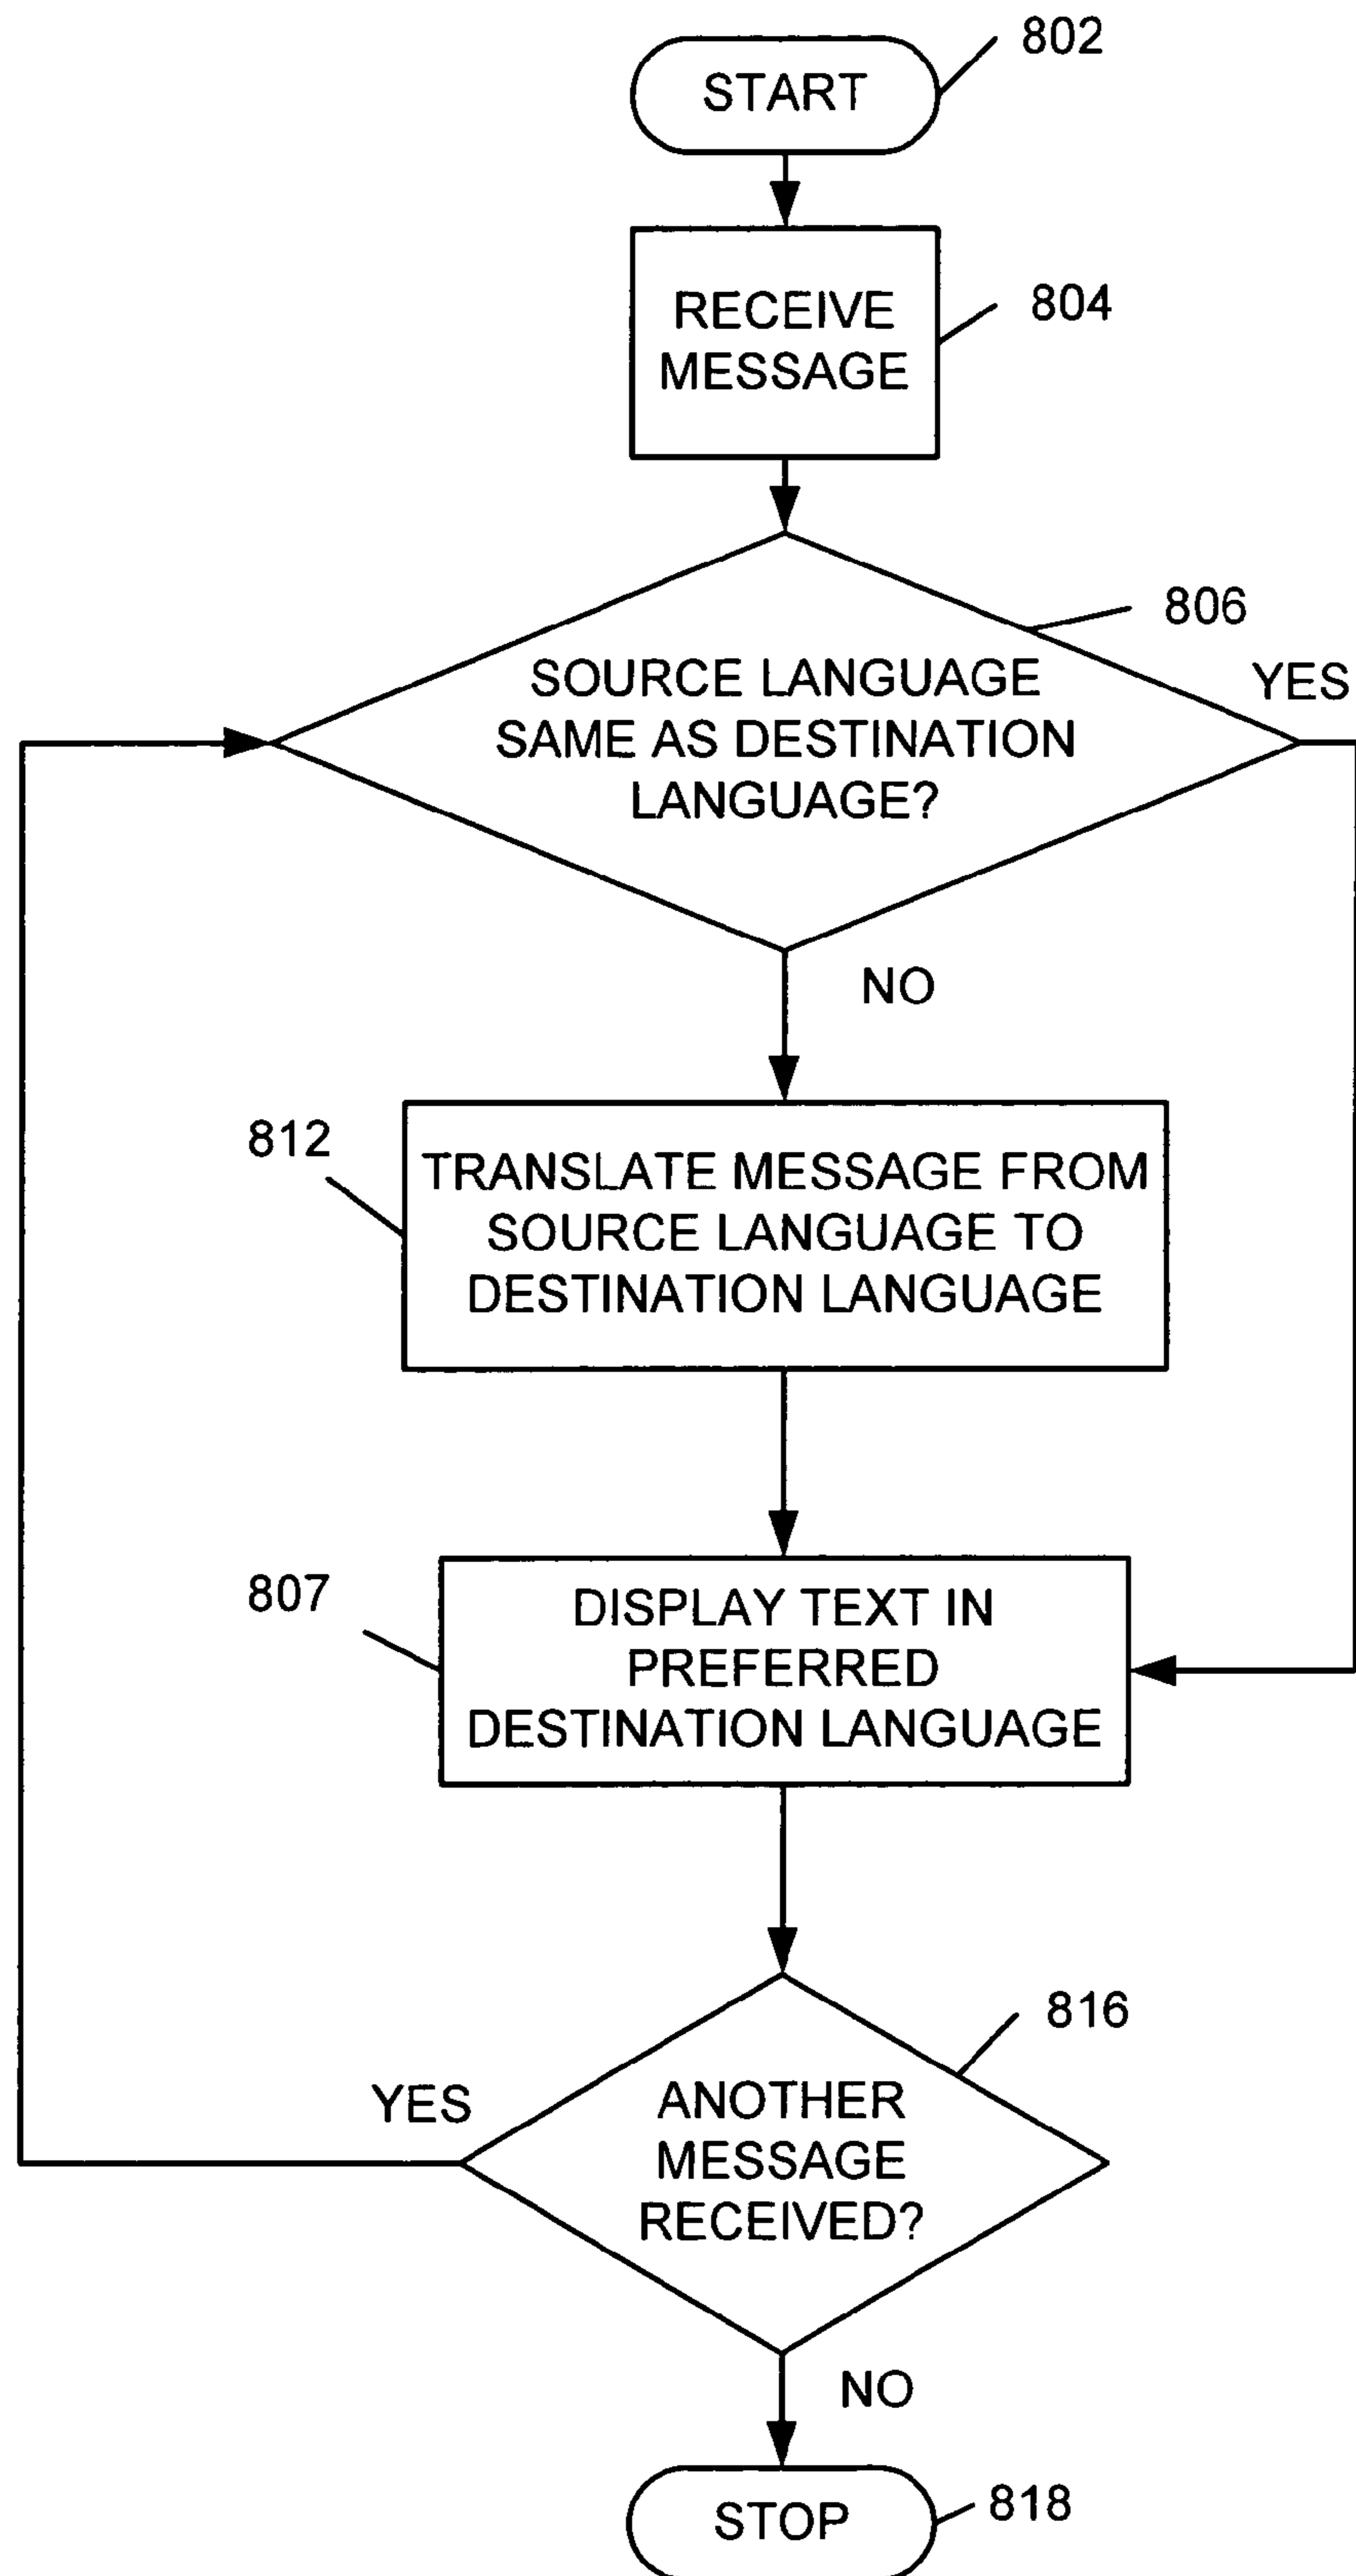 802
START
RECEIVE
MESSAGE
804
806
SOURCE LANGUAGE
SAME AS DESTINATION
LANGUAGE?
YES
NO
812
TRANSLATE MESSAGE FROM
SOURCE LANGUAGE TO
DESTINATION LANGUAGE
807
DISPLAY TEXT IN
PREFERRED
DESTINATION LANGUAGE
816
YES
ANOTHER
MESSAGE
RECEIVED?
NO
STOP
818